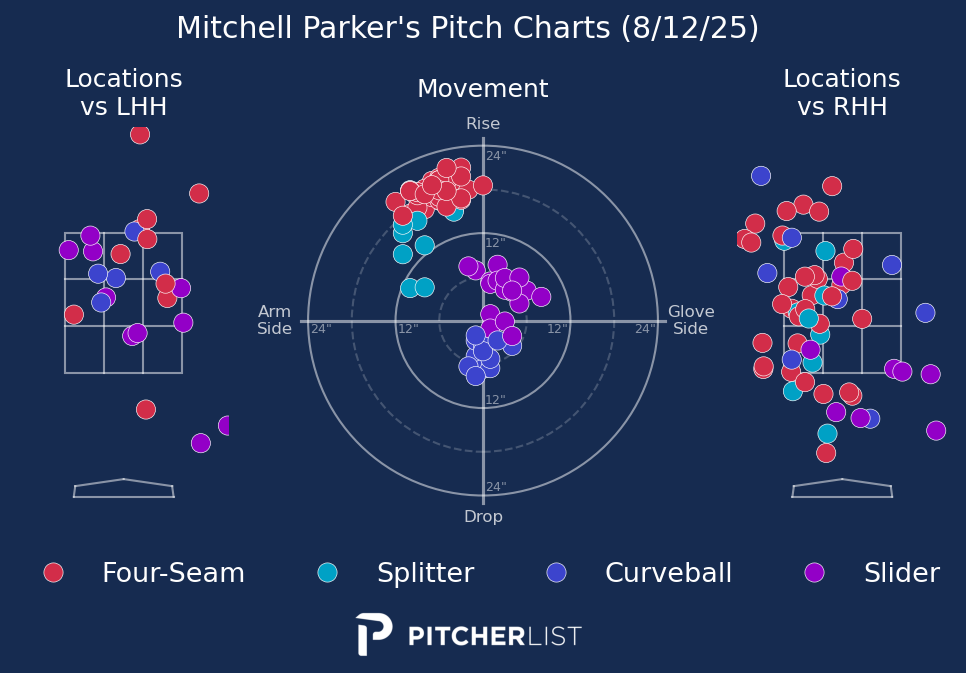 Mitchell Parker's Pitch Charts (8/12/25)
Locations
vs LHH
Movement
Locations
vs RHH
Rise
24"
12"
Arm
Side
24"
12"
12"
24"
Glove
Side
12"
24"
Drop
Four-Seam
Splitter
Curveball
Slider
PITCHERLIST